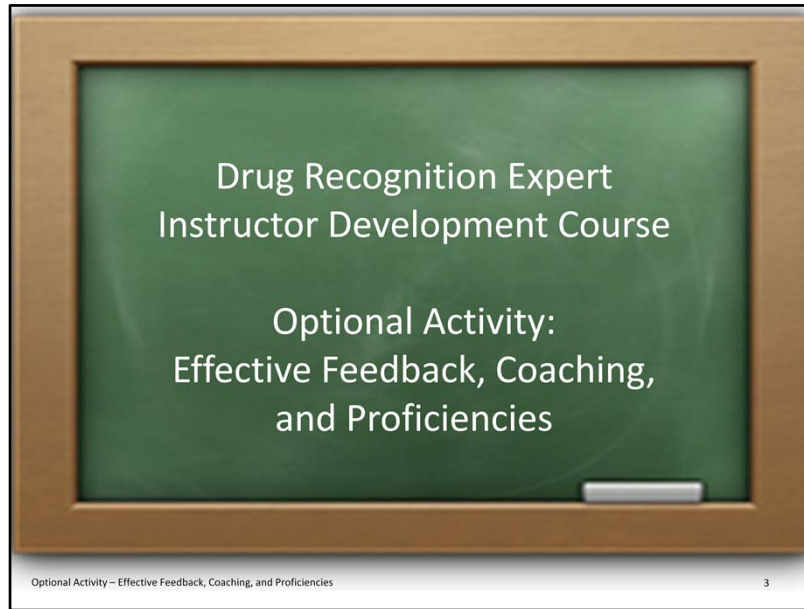 Drug Recognition Expert
Instructor Development Course
Optional Activity:
Effective Feedback, Coaching,
and Proficiencies
Optional Activity – Effective Feedback, Coaching, and Proficiencies
3